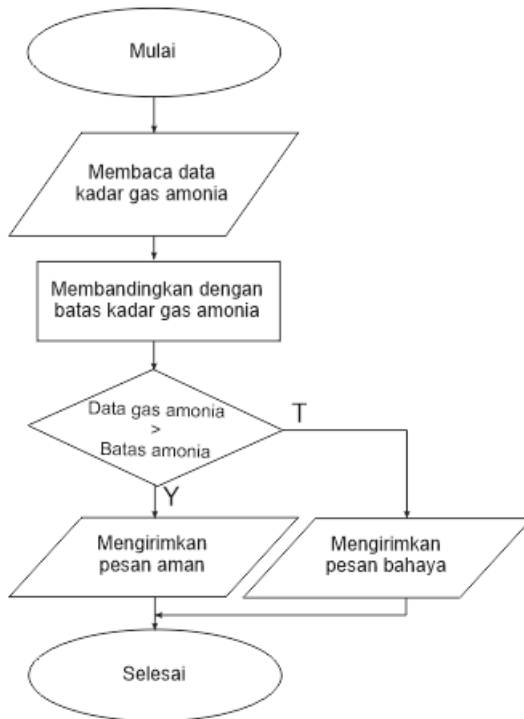 Mulai
Membaca data
kadar gas amonia
Membandingkan dengan
batas kadar gas amonia
Data gas amonia
>
Batas amonia
T
Y
Mengirimkan
pesan aman
Mengirimkan
pesan bahaya
Selesai